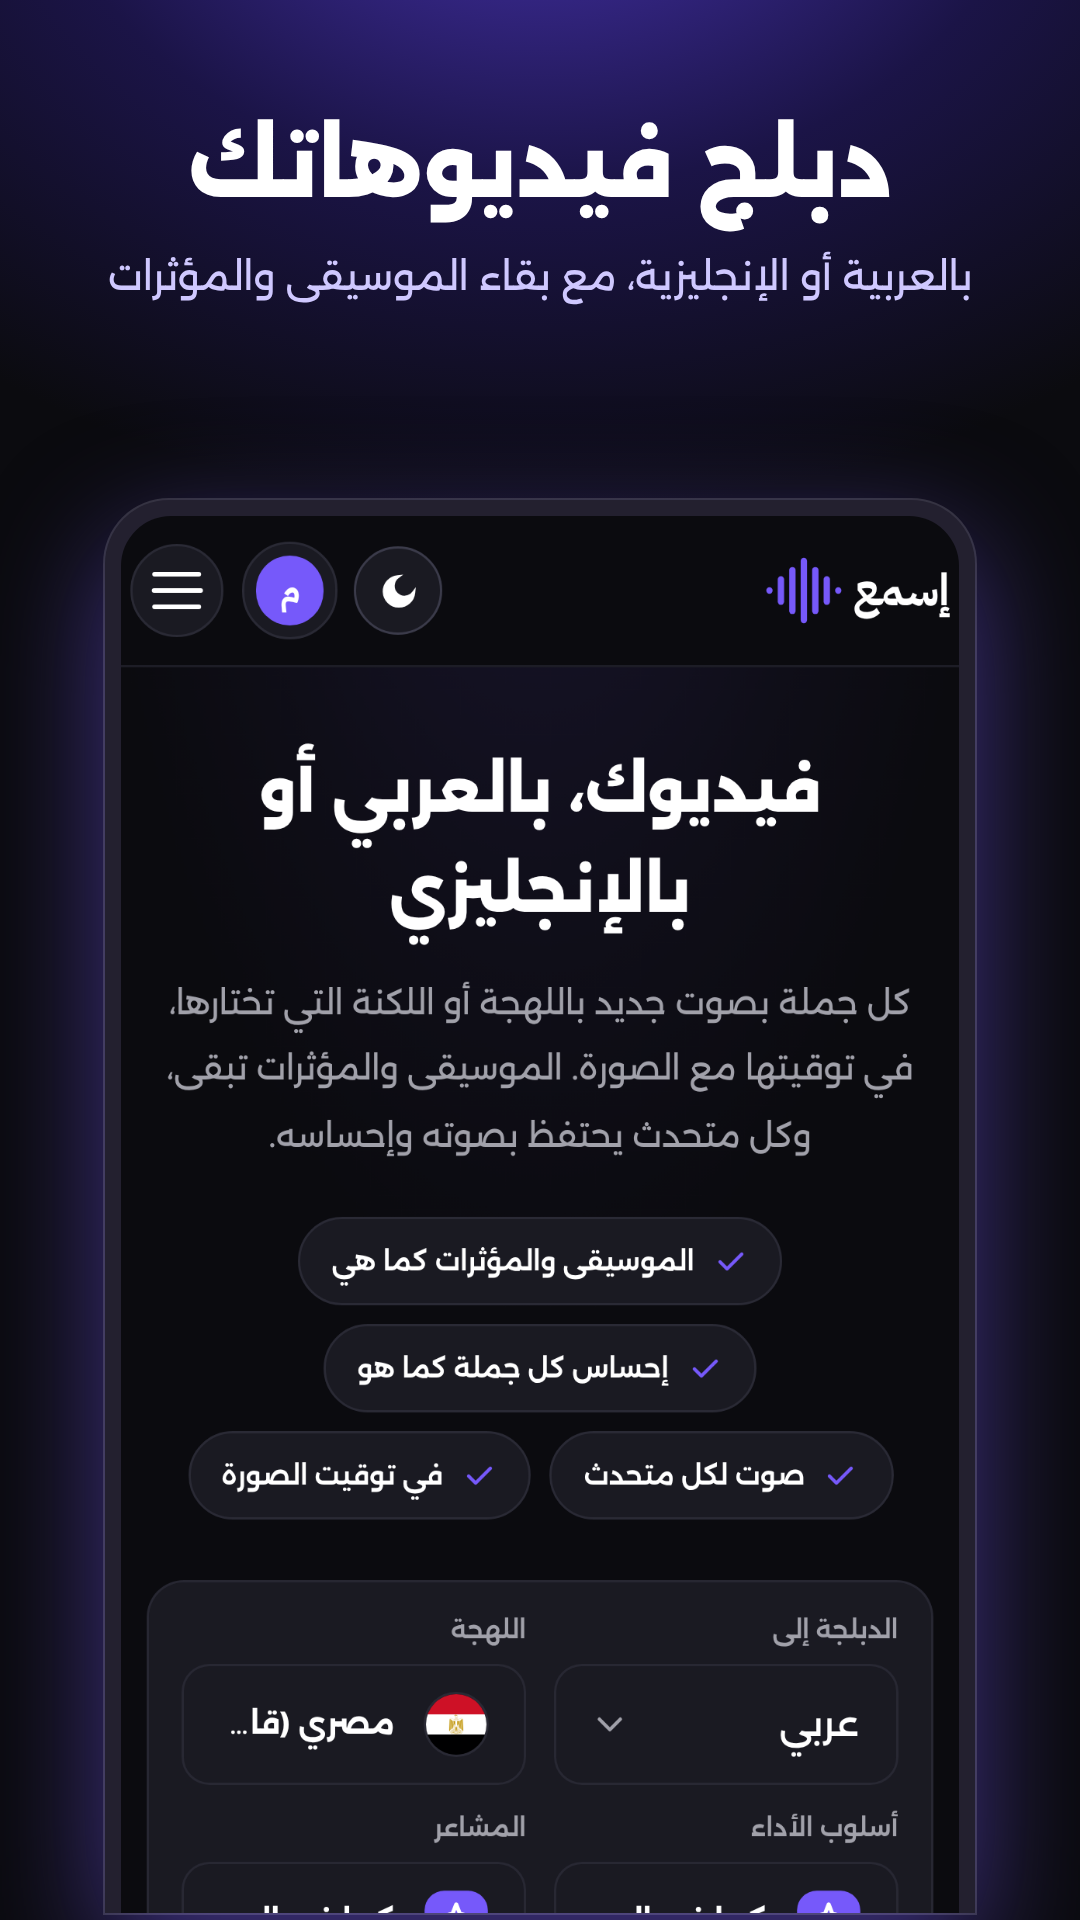 دبلج فيديوهاتك
بالعربية أو الإنجليزية، مع بقاء الموسيقى والمؤثرات
إسمع
م
فيديوك، بالعربي أو
بالإنجليزي
كل جملة بصوت جديد باللهجة أو اللكنة التي تختارها،
في توقيتها مع الصورة. الموسيقى والمؤثرات تبقى،
وكل متحدث يحتفظ بصوته وإحساسه.
الموسيقى والمؤثرات كما هي
إحساس كل جملة كما هو
صوت لكل متحدث
في توقيت الصورة
الدبلجة إلى
اللهجة
عربي
مصري (قا...
أسلوب الأداء
المشاعر